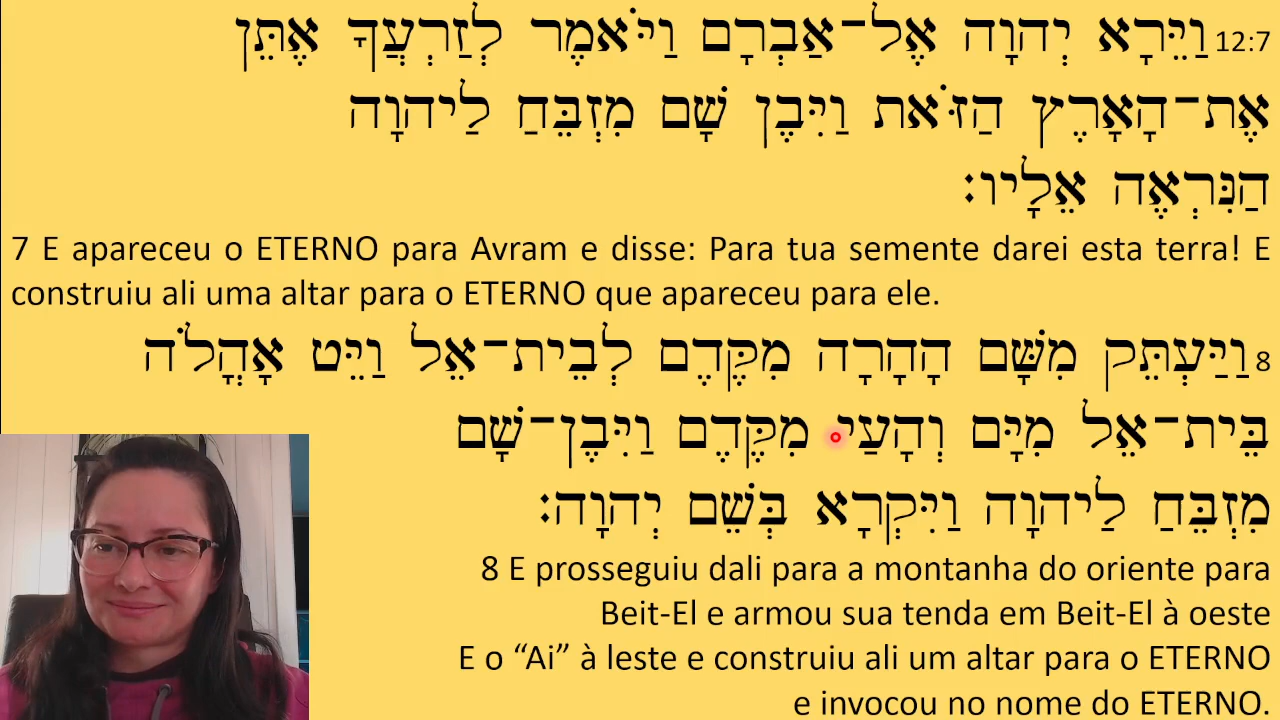 12:7 וַיֵּרָא יְהוָה אֶל־אַבְרָם וַיֹּאמֶר לְזַרְעֲךָ אֶתֵּן
אֶת־הָאָרֶץ הַזֹּאת וַיִּבֶן שָׁם מִזְבֵּחַ לַיהוָה
הַנִּרְאֶה אֵלָיו׃
7 E apareceu o ETERNO para Avram e disse: Para tua semente darei esta terra! E
construiu ali uma altar para o ETERNO que apareceu para ele.
8 וַיַּעְתֵּק מִשָּׁם הָהָרָה מִקֶּדֶם לְבֵית־אֵל וַיֵּט אָהֳלֹה
בֵּית־אֵל מִיָּם וְהָעַי מִקֶּדֶם וַיִּבֶן־שָׁם
מִזְבֵּחַ לַיהוָה וַיִּקְרָא בְּשֵׁם יְהוָה׃
8 E prosseguiu dali para a montanha do oriente para
Beit-El e armou sua tenda em Beit-El à oeste
E o “Ai” à leste e construiu ali um altar para o ETERNO
e invocou no nome do ETERNO.